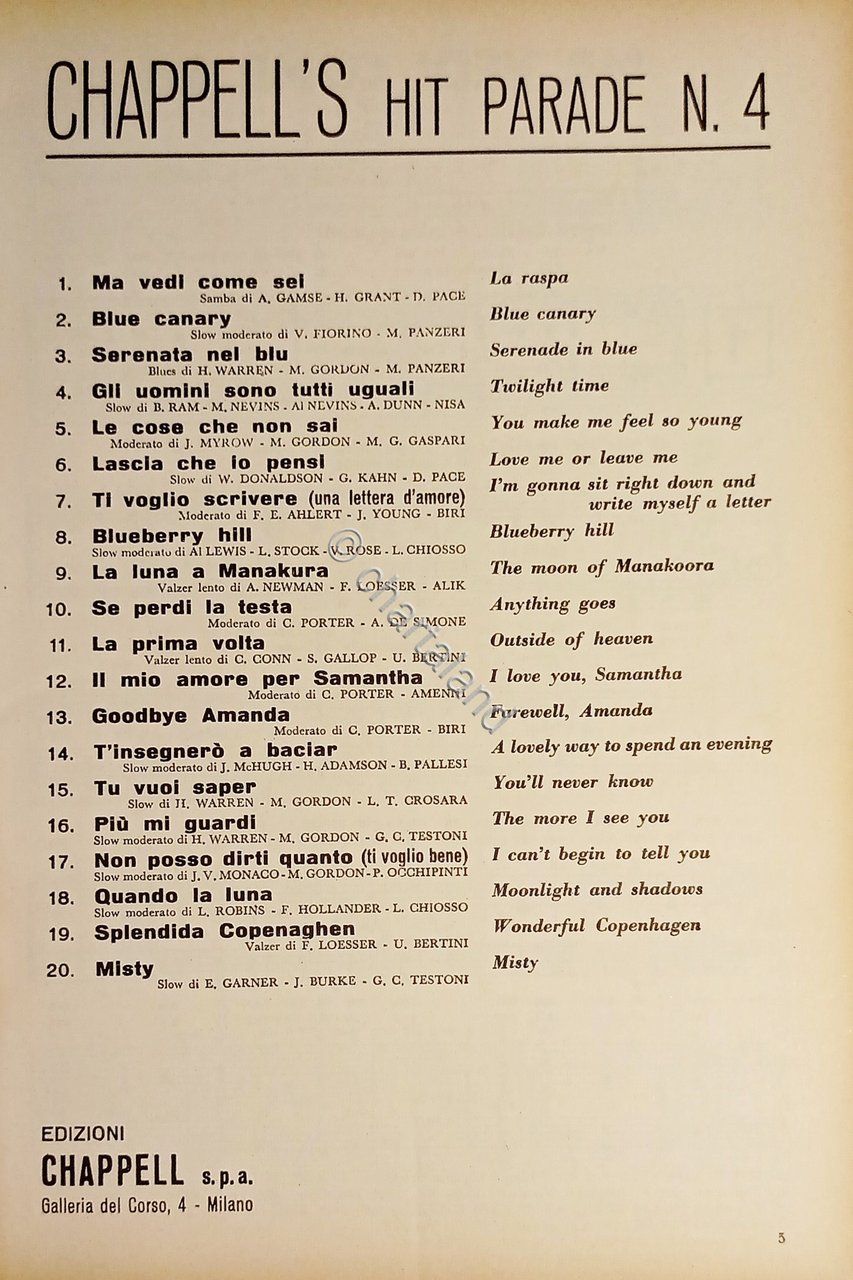 CHAPPELL'S HIT PARADE N. 4
1. Ma vedi come sei La raspa
Samba di A. GAMSE - H. GRANT - D. PACE
2. Blue canary Blue canary
Slow moderato di V. FIORINO - M. PANZERI
3. Serenata nel blu Serenade in blue
Blues di H. WARREN - M. GORDON - M. PANZERI
4. Gli uomini sono tutti uguali Twilight time
Slow di B. RAM - M. NEVINS - Al NEVINS - A. DUNN - NISA
5. Le cose che non sai You make me feel so young
Moderato di J. MYROW - M. GORDON - M. G. GASPARI
6. Lascia che io pensi Love me or leave me
Slow di W. DONALDSON - G. KAHN - D. PACE
7. Ti voglio scrivere (una lettera d'amore) I'm gonna sit right down and
write myself a letter
Moderato di F. E. AHLERT - J. YOUNG - BIRI
8. Blueberry hill Blueberry hill
Slow moderato di Al LEWIS - L. STOCK - V. ROSE - L. CHIOSSO
9. La luna a Manakura The moon of Manakoora
Valzer lento di A. NEWMAN - F. LOESSER - ALIK
10. Se perdi la testa Anything goes
Moderato di C. PORTER - A. DE SIMONE
11. La prima volta Outside of heaven
Valzer lento di C. CONN - S. GALLOP - U. BERTINI
12. Il mio amore per Samantha I love you, Samantha
Moderato di C. PORTER - AMENNI
13. Goodbye Amanda Farewell, Amanda
Moderato di C. PORTER - BIRI
14. T'insegnerò a baciar A lovely way to spend an evening
Slow moderato di J. McHUGH - H. ADAMSON - B. PALLESI
15. Tu vuoi saper You'll never know
Slow di H. WARREN - M. GORDON - L. T. CROSARA
16. Più mi guardi The more I see you
Slow moderato di H. WARREN - M. GORDON - G. C. TESTONI
17. Non posso dirti quanto (ti voglio bene) I can't begin to tell you
Slow moderato di J. V. MONACO - M. GORDON - P. OCCHIPINTI
18. Quando la luna Moonlight and shadows
Slow moderato di L. ROBINS - F. HOLLANDER - L. CHIOSSO
19. Splendida Copenaghen Wonderful Copenhagen
Valzer di F. LOESSER - U. BERTINI
20. Misty Misty
Slow di E. GARNER - J. BURKE - G. C. TESTONI
© chartaland
EDIZIONI
CHAPPELL s.p.a.
Galleria del Corso, 4 - Milano
3